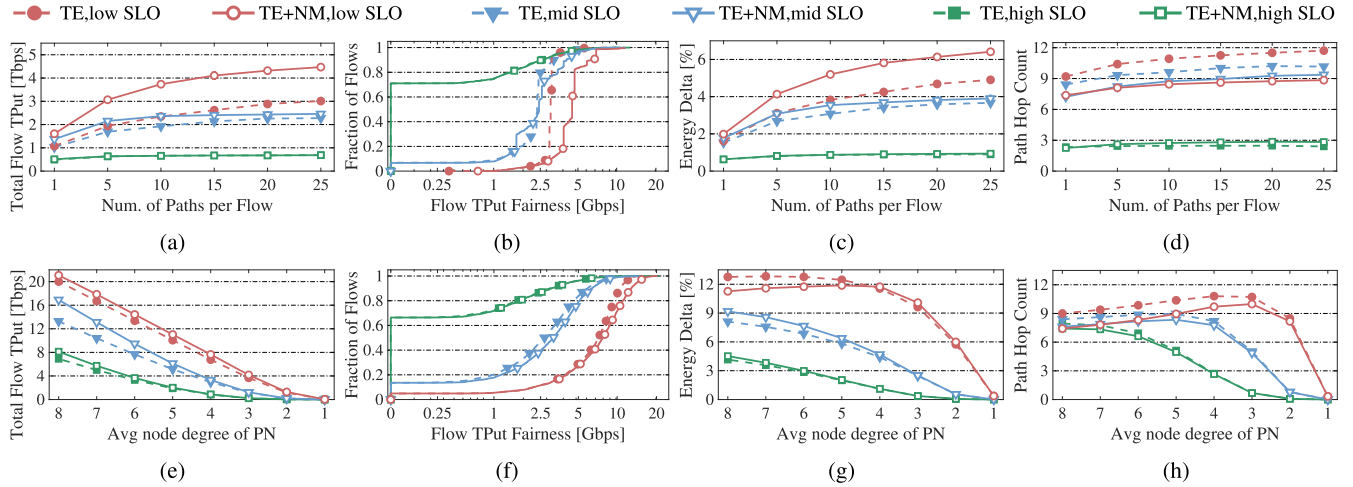 TE,low SLO TE+NM,low SLO TE,mid SLO TE+NM,mid SLO TE,high SLO TE+NM,high SLO
Total Flow TPut [Tbps]
5
4
3
2
1
0
1 5 10 15 20 25
Num. of Paths per Flow
(a)
Fraction of Flows
1
0.8
0.6
0.4
0.2
0
0 0.25 1 2.5 5 10 20
Flow TPut Fairness [Gbps]
(b)
Energy Delta [%]
6
4
2
0
1 5 10 15 20 25
Num. of Paths per Flow
(c)
Path Hop Count
12
9
6
3
0
1 5 10 15 20 25
Num. of Paths per Flow
(d)
Total Flow TPut [Tbps]
20
16
12
8
4
0
8 7 6 5 4 3 2 1
Avg node degree of PN
(e)
Fraction of Flows
1
0.8
0.6
0.4
0.2
0
0 0.25 1 2.5 5 10 20
Flow TPut Fairness [Gbps]
(f)
Energy Delta [%]
12
9
6
3
0
8 7 6 5 4 3 2 1
Avg node degree of PN
(g)
Path Hop Count
12
9
6
3
0
8 7 6 5 4 3 2 1
Avg node degree of PN
(h)